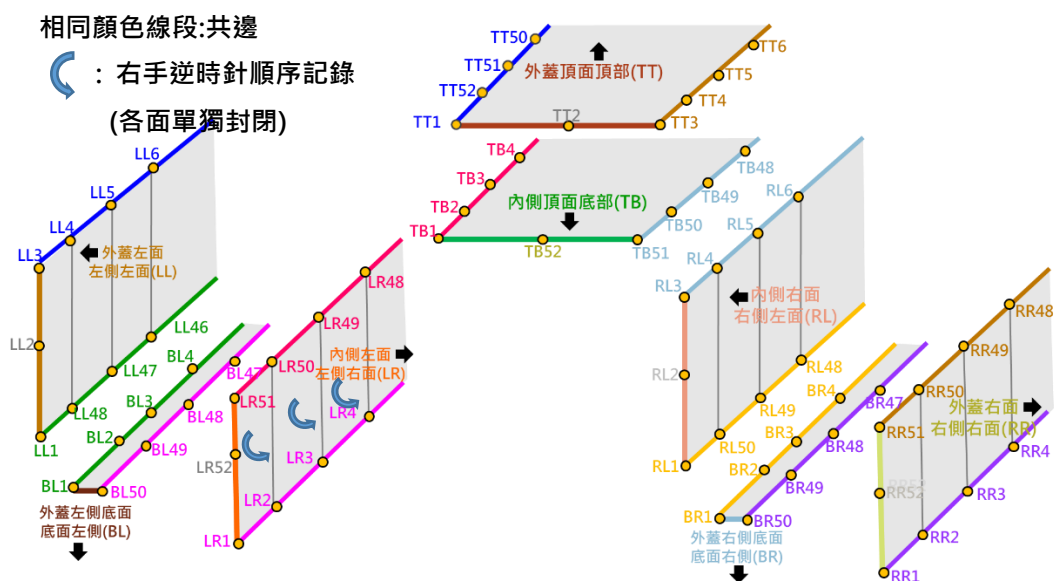 相同顏色線段:共邊
: 右手逆時針順序記錄
(各面單獨封閉)
TT50
TT51
TT52
TT1
TT2
TT3
TT4
TT5
TT6
外蓋頂面頂部(TT)
TB4
TB3
TB2
TB1
TB52
TB51
TB50
TB49
TB48
內側頂面底部(TB)
LL6
LL5
LL4
LL3
LL2
LL1
LL48
LL47
LL46
外蓋左面
左側左面(LL)
BL4
BL3
BL2
BL1
BL50
BL49
BL48
BL47
外蓋左側底面
底面左側(BL)
LR48
LR49
LR50
LR51
LR52
LR1
LR2
LR3
LR4
內側左面
左側右面(LR)
RL6
RL5
RL4
RL3
RL2
RL1
RL50
RL49
RL48
內側右面
右側左面(RL)
BR4
BR3
BR2
BR1
BR50
BR49
BR48
BR47
外蓋右側底面
底面右側(BR)
RR48
RR49
RR50
RR51
RR52
RR1
RR2
RR3
RR4
外蓋右面
右側右面(RR)